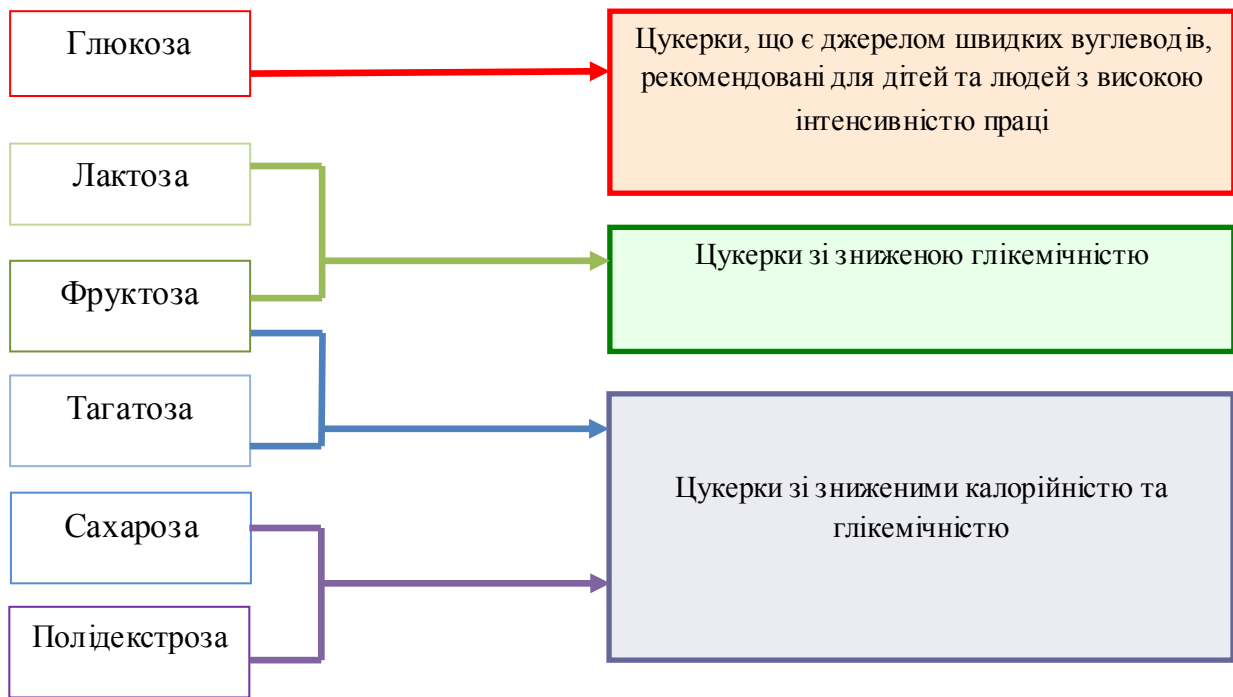 Глюкоза
Цукерки, що є джерелом швидких вуглеводів,
рекомендовані для дітей та людей з високою
інтенсивністю праці
Лактоза
Цукерки зі зниженою глікемічністю
Фруктоза
Тагатоза
Цукерки зі зниженими калорійністю та
глікемічністю
Сахароза
Полідекстроза